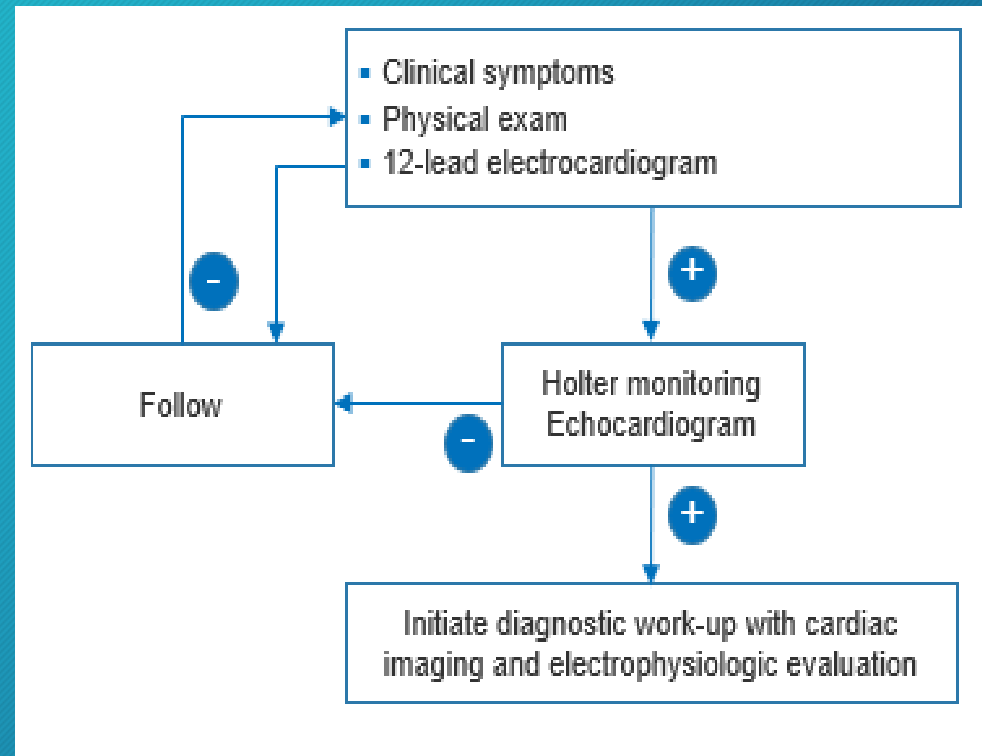 ▪ Clinical symptoms
▪ Physical exam
▪ 12-lead electrocardiogram
-
+
Follow
Holter monitoring
Echocardiogram
-
+
Initiate diagnostic work-up with cardiac
imaging and electrophysiologic evaluation